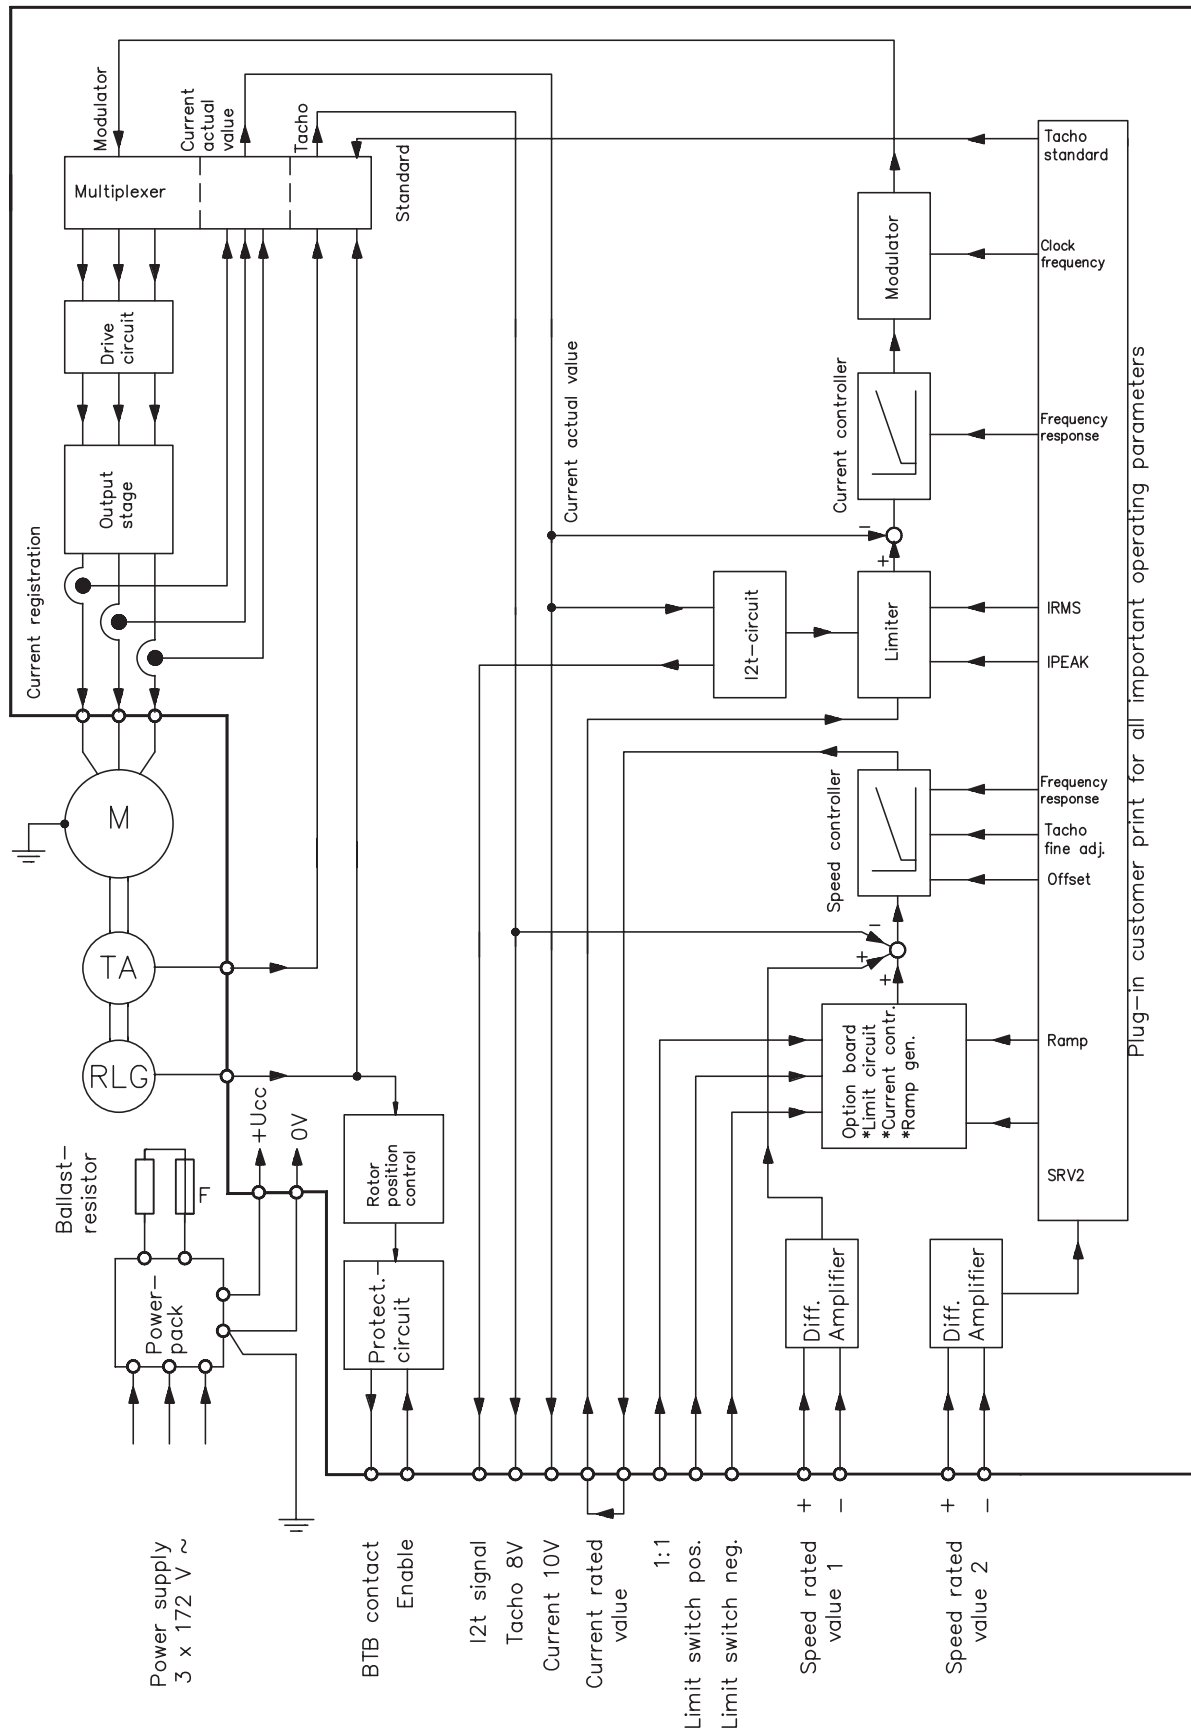 Power supply
3 x 172 V ~
Ballast-
resistor
Power-
pack
F
+Ucc
0V
RLG
TA
M
Current registration
Output
stage
Drive
circuit
Multiplexer
Modulator
Current
actual
value
Tacho
Standard
BTB contact
Enable
Protect.-
circuit
Rotor
position
control
I2t signal
Tacho 8V
Current 10V
Current rated
value
Current actual value
1:1
Limit switch pos.
Limit switch neg.
Speed rated
value 1
+
-
Diff.
Amplifier
Speed rated
value 2
+
-
Diff.
Amplifier
Option board
*Limit circuit
*Current contr.
*Ramp gen.
+
+
-
Speed controller
I2t-circuit
Limiter
+
-
Current controller
Modulator
SRV2
Ramp
Offset
Tacho
fine adj.
Frequency
response
IPEAK
IRMS
Frequency
response
Clock
frequency
Tacho
standard
Plug-in customer print for all important operating parameters